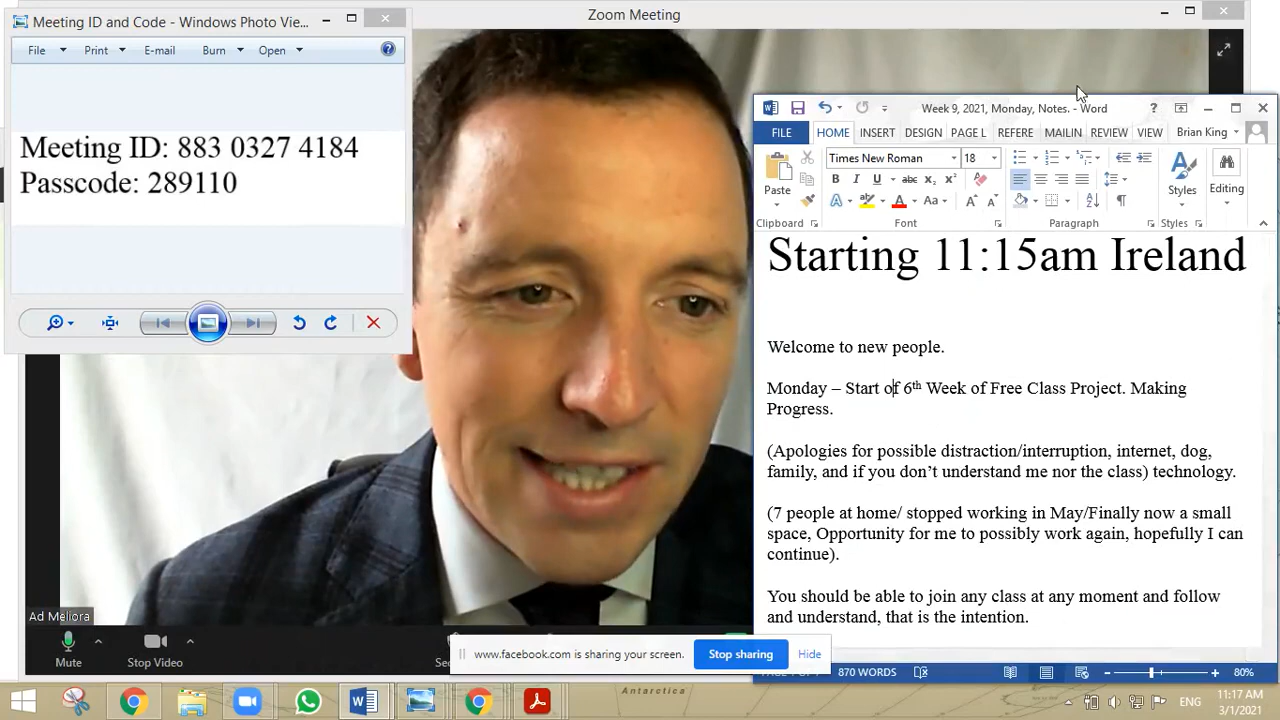 Meeting ID and Code - Windows Photo Vie...
File Print E-mail Burn Open
Meeting ID: 883 0327 4184
Passcode: 289110
Zoom Meeting
Ad Meliora
Mute
Stop Video
Sec
www.facebook.com is sharing your screen.
Stop sharing
Hide
Week 9, 2021, Monday, Notes. - Word
FILE HOME INSERT DESIGN PAGE L REFERE MAILIN REVIEW VIEW Brian King
Times New Roman 18
Paste
Styles
Editing
Clipboard Font Paragraph Styles
Starting 11:15am Ireland
Welcome to new people.
Monday – Start of 6th Week of Free Class Project. Making
Progress.
(Apologies for possible distraction/interruption, internet, dog,
family, and if you don’t understand me nor the class) technology.
(7 people at home/ stopped working in May/Finally now a small
space, Opportunity for me to possibly work again, hopefully I can
continue).
You should be able to join any class at any moment and follow
and understand, that is the intention.
870 WORDS
80%
Antarctica
ENG
11:17 AM
3/1/2021